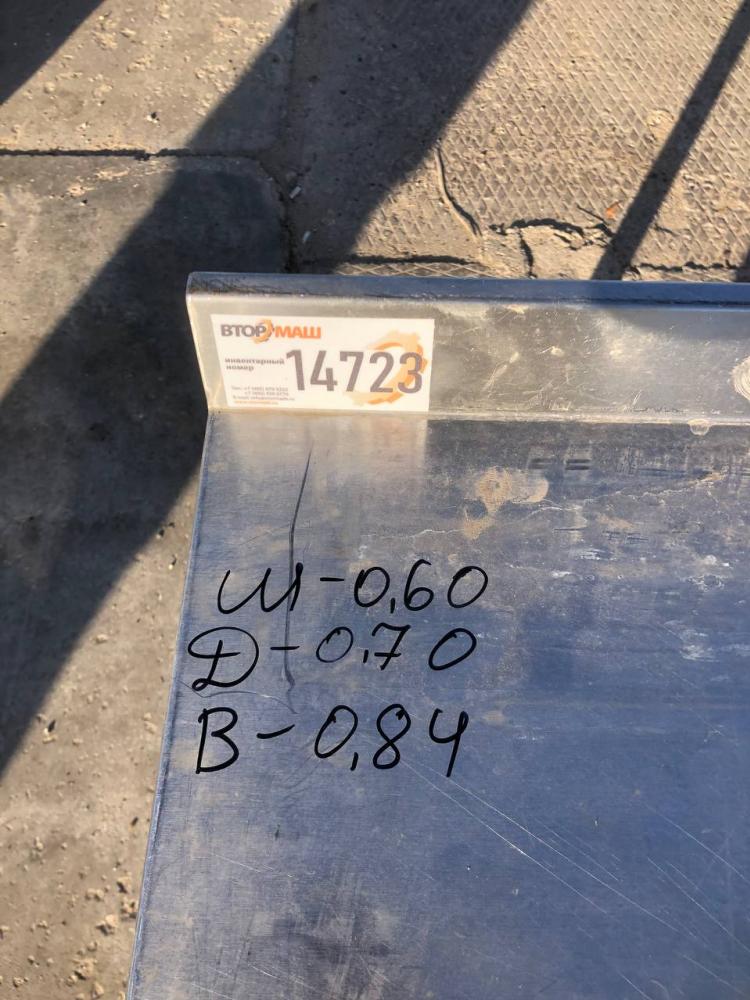 ВТОРМАШ
инвентарный
номер
14723
Ш-0,60
Д-0,70
В-0,84